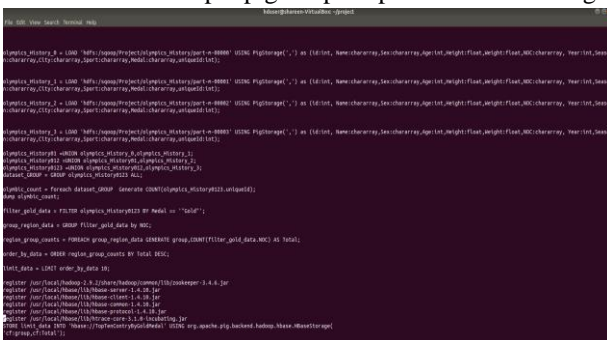 hduser@sharien-VirtualBox: ~/project
File Edit View Search Terminal Help
olympics_History_0 = LOAD 'hdfs:/sqoop/Project/olympics_History/part-m-00000' USING PigStorage(',') as (id:int, Name:chararray,Sex:chararray,Age:int,Height:float,Weight:float,NOC:chararray, Year:int,Seas
n:chararray,City:chararray,Sport:chararray,Medal:chararray,uniqueId:int);
olympics_History_1 = LOAD 'hdfs:/sqoop/Project/olympics_History/part-m-00001' USING PigStorage(',') as (id:int, Name:chararray,Sex:chararray,Age:int,Height:float,Weight:float,NOC:chararray, Year:int,Seas
n:chararray,City:chararray,Sport:chararray,Medal:chararray,uniqueId:int);
olympics_History_2 = LOAD 'hdfs:/sqoop/Project/olympics_History/part-m-00002' USING PigStorage(',') as (id:int, Name:chararray,Sex:chararray,Age:int,Height:float,Weight:float,NOC:chararray, Year:int,Seas
n:chararray,City:chararray,Sport:chararray,Medal:chararray,uniqueId:int);
olympics_History_3 = LOAD 'hdfs:/sqoop/Project/olympics_History/part-m-00003' USING PigStorage(',') as (id:int, Name:chararray,Sex:chararray,Age:int,Height:float,Weight:float,NOC:chararray, Year:int,Seas
n:chararray,City:chararray,Sport:chararray,Medal:chararray,uniqueId:int);
olympics_History01 =UNION olympics_History_0,olympics_History_1;
olympics_History012 =UNION olympics_History01,olympics_History_2;
olympics_History0123 =UNION olympics_History012,olympics_History_3;
dataset_GROUP = GROUP olympics_History0123 ALL;
olymbic_count = foreach dataset_GROUP Generate COUNT(olympics_History0123.uniqueId);
dump olymbic_count;
filter_gold_data = FILTER olympics_History0123 BY Medal == '"Gold"';
group_region_data = GROUP filter_gold_data by NOC;
region_group_counts = FOREACH group_region_data GENERATE group,COUNT(filter_gold_data.NOC) AS Total;
order_by_data = ORDER region_group_counts BY Total DESC;
limit_data = LIMIT order_by_data 10;
register /usr/local/hadoop-2.9.2/share/hadoop/common/lib/zookeeper-3.4.6.jar
register /usr/local/hbase/lib/hbase-server-1.4.10.jar
register /usr/local/hbase/lib/hbase-client-1.4.10.jar
register /usr/local/hbase/lib/hbase-common-1.4.10.jar
register /usr/local/hbase/lib/hbase-protocol-1.4.10.jar
register /usr/local/hbase/lib/htrace-core-3.1.0-incubating.jar
STORE limit_data INTO 'hbase://TopTenContryByGoldMedal' USING org.apache.pig.backend.hadoop.hbase.HBaseStorage(
'cf:group,cf:Total');